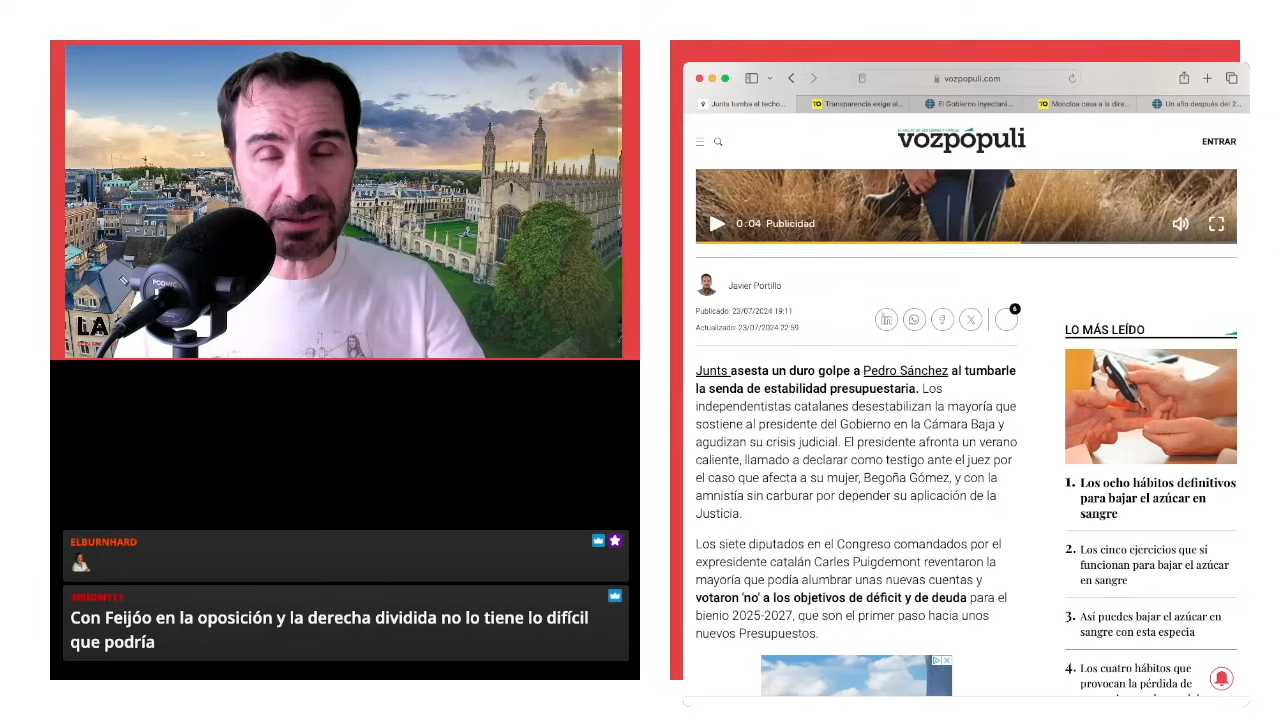 PODMIC
LA
ELBURNHARD
Con Feijóo en la oposición y la derecha dividida no lo tiene lo difícil
que podría
vozpopuli.com
Junts tumba el techo...
TO Transparencia exige al...
El Gobierno inyectará...
TO Moncloa cesa a la dire...
Un año después del 2...
vozpópuli
ENTRAR
0:04 Publicidad
Javier Portillo
Publicado: 23/07/2024 19:11
Actualizado: 23/07/2024 22:59
6
Junts asesta un duro golpe a Pedro Sánchez al tumbarle
la senda de estabilidad presupuestaria. Los
independentistas catalanes desestabilizan la mayoría que
sostiene al presidente del Gobierno en la Cámara Baja y
agudizan su crisis judicial. El presidente afronta un verano
caliente, llamado a declarar como testigo ante el juez por
el caso que afecta a su mujer, Begoña Gómez, y con la
amnistía sin carburar por depender su aplicación de la
Justicia.
Los siete diputados en el Congreso comandados por el
expresidente catalán Carles Puigdemont reventaron la
mayoría que podía alumbrar unas nuevas cuentas y
votaron 'no' a los objetivos de déficit y de deuda para el
bienio 2025-2027, que son el primer paso hacia unos
nuevos Presupuestos.
LO MÁS LEÍDO
1. Los ocho hábitos definitivos
para bajar el azúcar en
sangre
2. Los cinco ejercicios que sí
funcionan para bajar el azúcar
en sangre
3. Así puedes bajar el azúcar en
sangre con esta especia
4. Los cuatro hábitos que
provocan la pérdida de